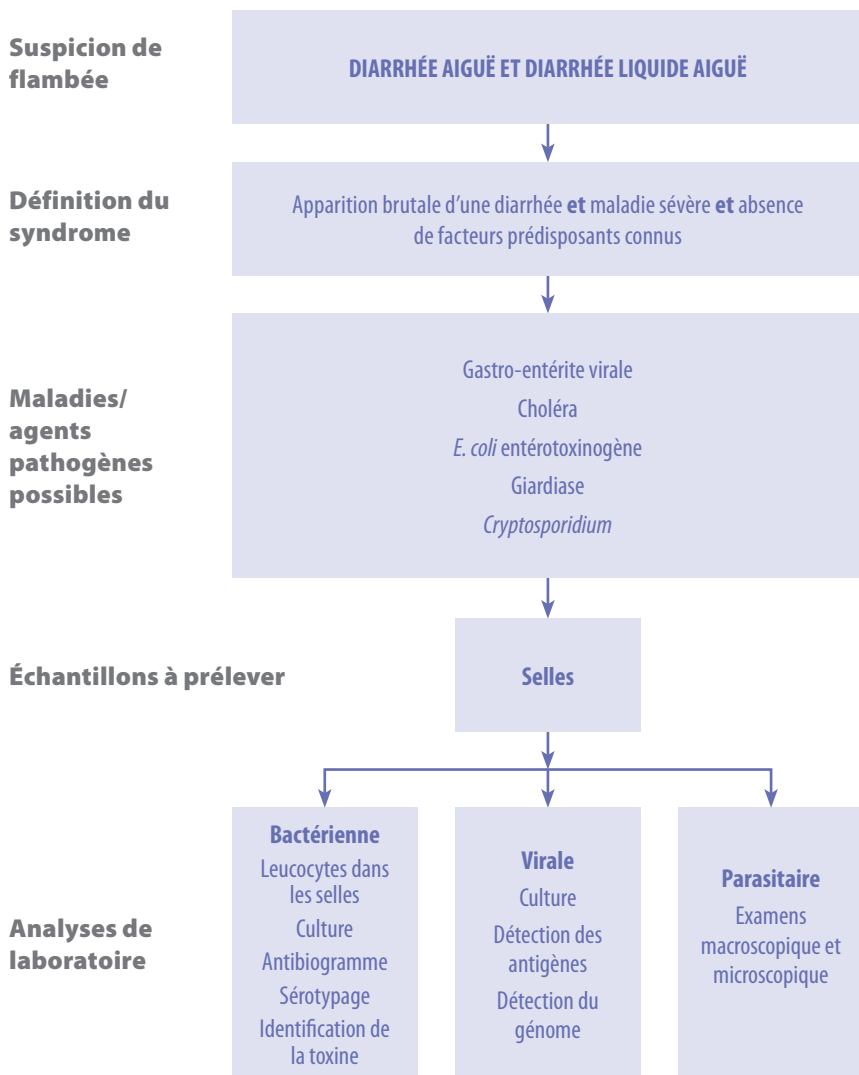 Suspicion de
flambée
DIARRHÉE AIGUË ET DIARRHÉE LIQUIDE AIGUË
Définition du
syndrome
Apparition brutale d’une diarrhée et maladie sévère et absence
de facteurs prédisposants connus
Maladies/
agents
pathogènes
possibles
Gastro-entérite virale
Choléra
E. coli entérotoxinogène
Giardiase
Cryptosporidium
Échantillons à prélever
Selles
Analyses de
laboratoire
Bactérienne
Leucocytes dans
les selles
Culture
Antibiogramme
Sérotypage
Identification de
la toxine
Virale
Culture
Détection des
antigènes
Détection du
génome
Parasitaire
Examens
macroscopique et
microscopique